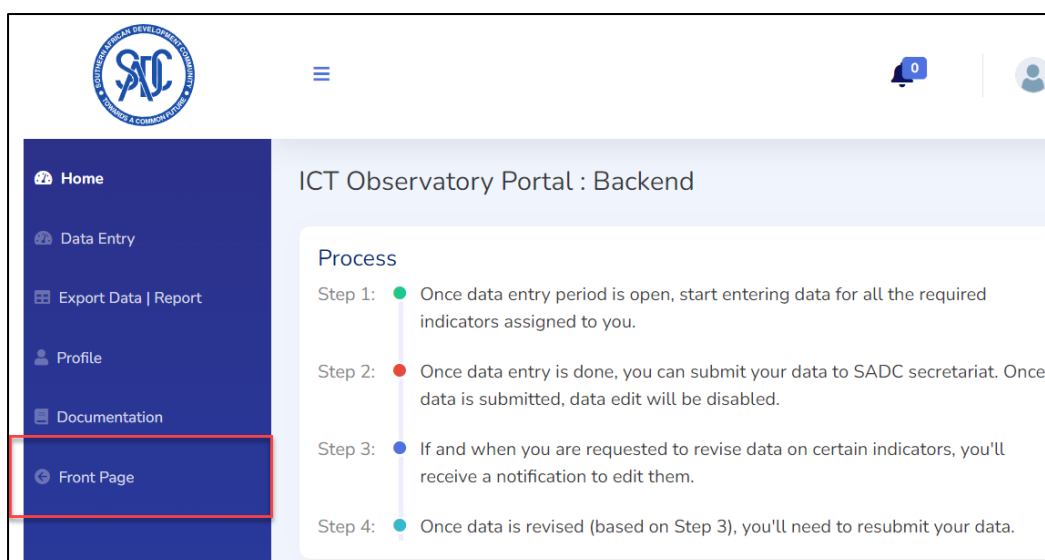 SOUTHERN AFRICAN DEVELOPMENT COMMUNITY
SADC
TOWARDS A COMMON FUTURE
0
Home
Data Entry
Export Data | Report
Profile
Documentation
Front Page
ICT Observatory Portal : Backend
Process
Step 1: Once data entry period is open, start entering data for all the required
indicators assigned to you.
Step 2: Once data entry is done, you can submit your data to SADC secretariat. Once
data is submitted, data edit will be disabled.
Step 3: If and when you are requested to revise data on certain indicators, you'll
receive a notification to edit them.
Step 4: Once data is revised (based on Step 3), you'll need to resubmit your data.